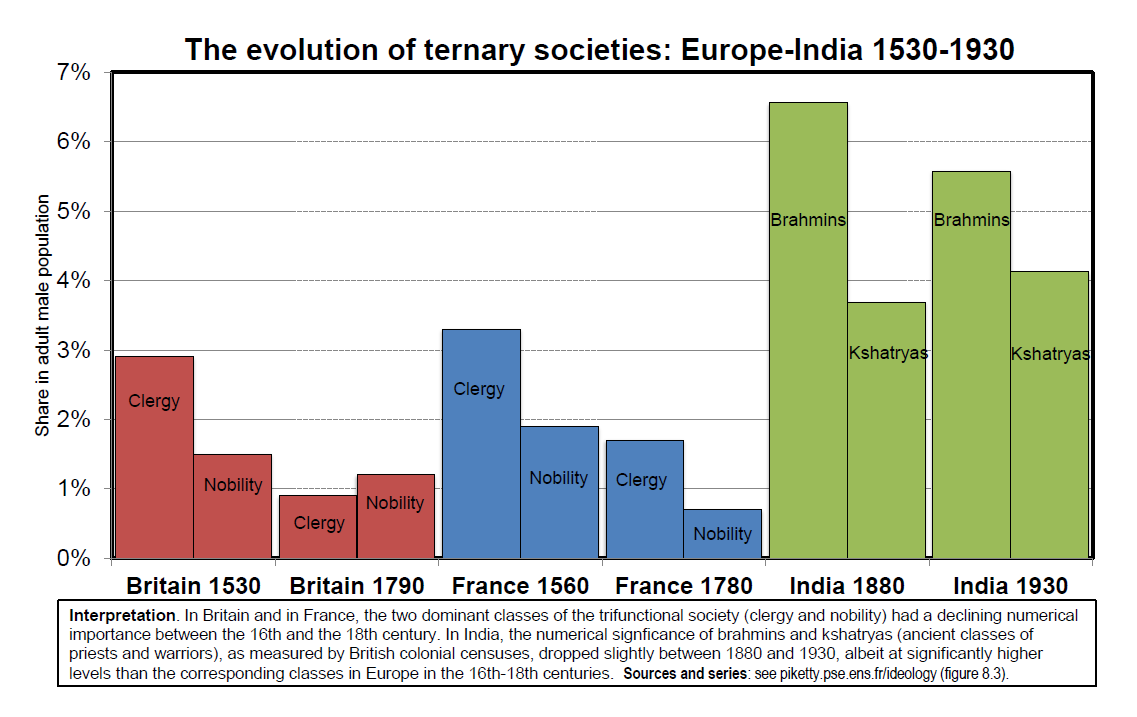 The evolution of ternary societies: Europe-India 1530-1930
7%
6%
5%
4%
3%
2%
1%
0%
Share in adult male population
Clergy
Nobility
Clergy
Nobility
Clergy
Nobility
Clergy
Nobility
Brahmins
Kshatryas
Brahmins
Kshatryas
Britain 1530
Britain 1790
France 1560
France 1780
India 1880
India 1930
Interpretation. In Britain and in France, the two dominant classes of the trifunctional society (clergy and nobility) had a declining numerical
importance between the 16th and the 18th century. In India, the numerical signficance of brahmins and kshatryas (ancient classes of
priests and warriors), as measured by British colonial censuses, dropped slightly between 1880 and 1930, albeit at significantly higher
levels than the corresponding classes in Europe in the 16th-18th centuries. Sources and series: see piketty.pse.ens.fr/ideology (figure 8.3).